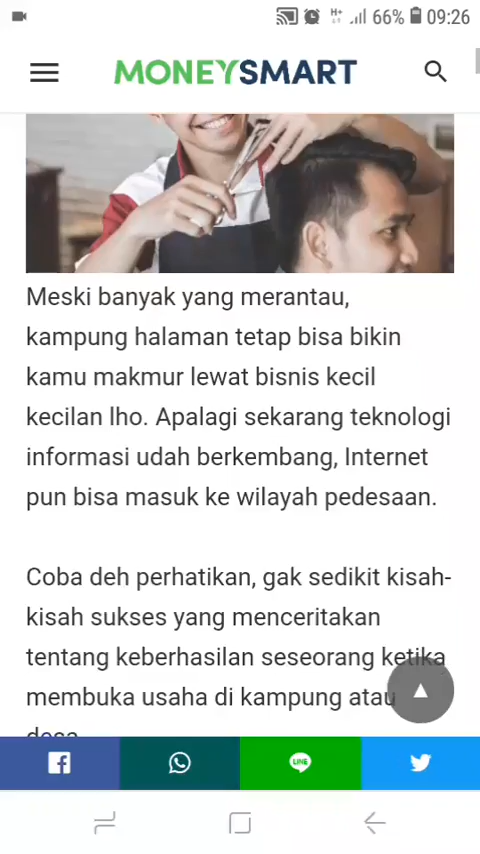 66% 09:26
MONEYSMART
Meski banyak yang merantau,
kampung halaman tetap bisa bikin
kamu makmur lewat bisnis kecil
kecilan lho. Apalagi sekarang teknologi
informasi udah berkembang, Internet
pun bisa masuk ke wilayah pedesaan.
Coba deh perhatikan, gak sedikit kisah-
kisah sukses yang menceritakan
tentang keberhasilan seseorang ketika
membuka usaha di kampung atau
desa
LINE